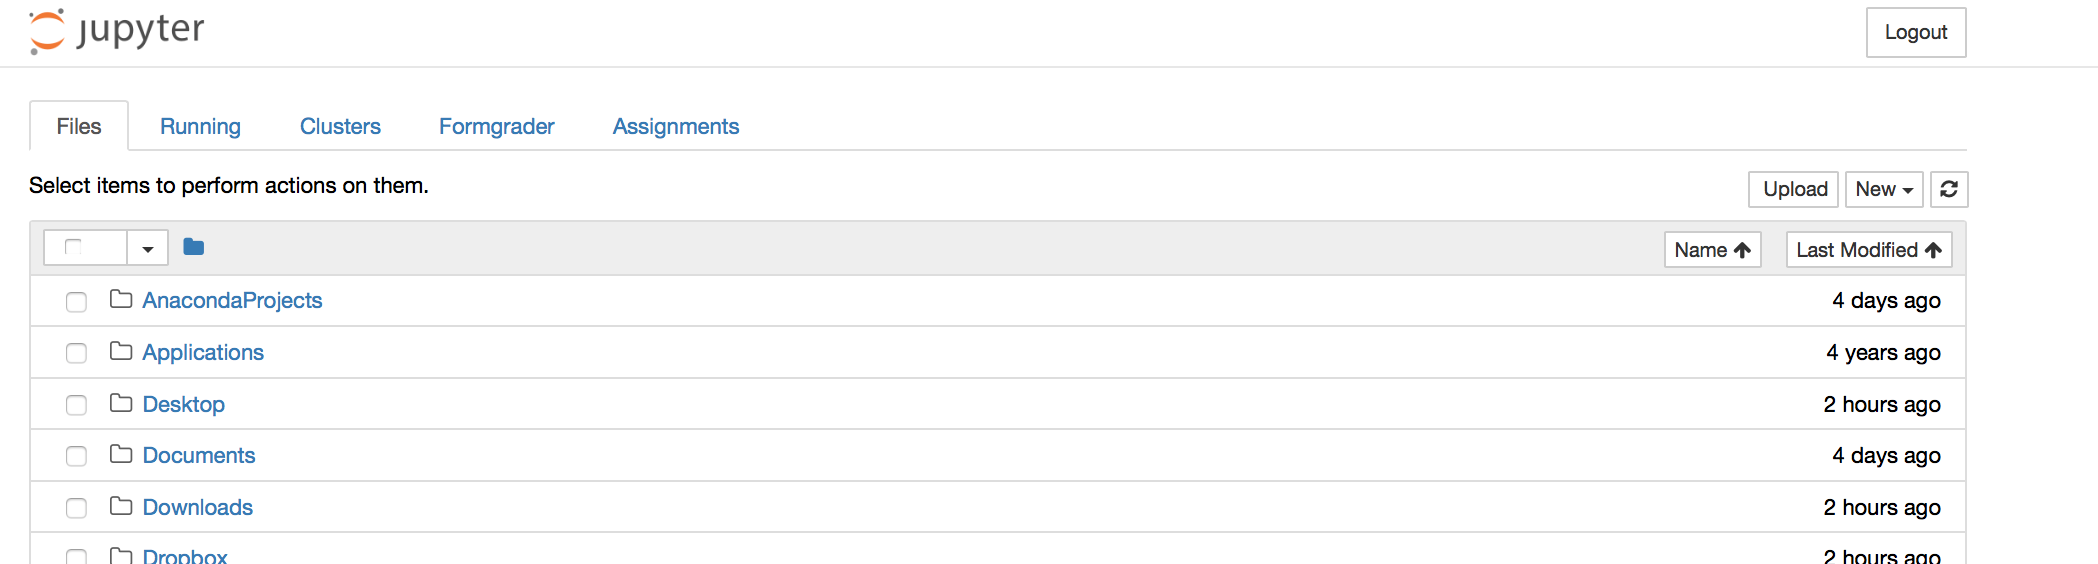 jupyter
Logout
Files Running Clusters Formgrader Assignments
Select items to perform actions on them.
Upload New
Name Last Modified
AnacondaProjects 4 days ago
Applications 4 years ago
Desktop 2 hours ago
Documents 4 days ago
Downloads 2 hours ago
Dropbox 2 hours ago